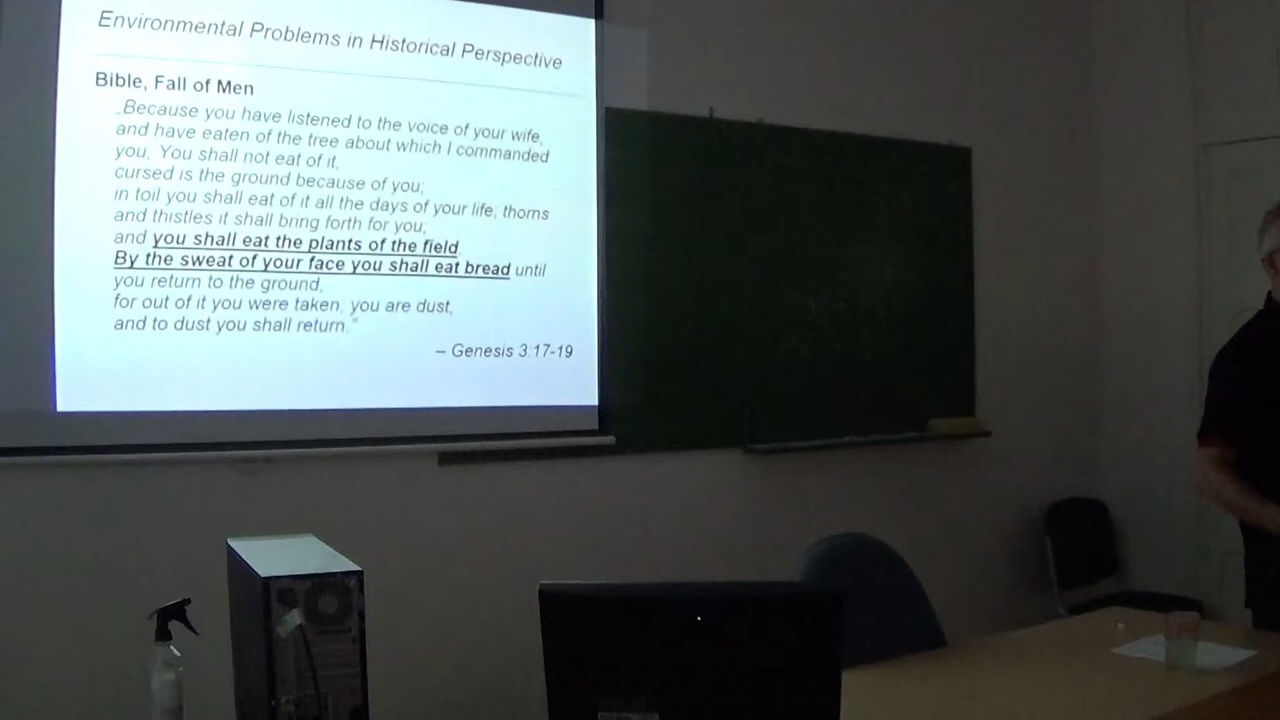 Environmental Problems in Historical Perspective
Bible, Fall of Men
„Because you have listened to the voice of your wife,
and have eaten of the tree about which I commanded
you, You shall not eat of it,
cursed is the ground because of you;
in toil you shall eat of it all the days of your life; thorns
and thistles it shall bring forth for you;
and you shall eat the plants of the field
By the sweat of your face you shall eat bread until
you return to the ground,
for out of it you were taken; you are dust,
and to dust you shall return."
– Genesis 3:17-19